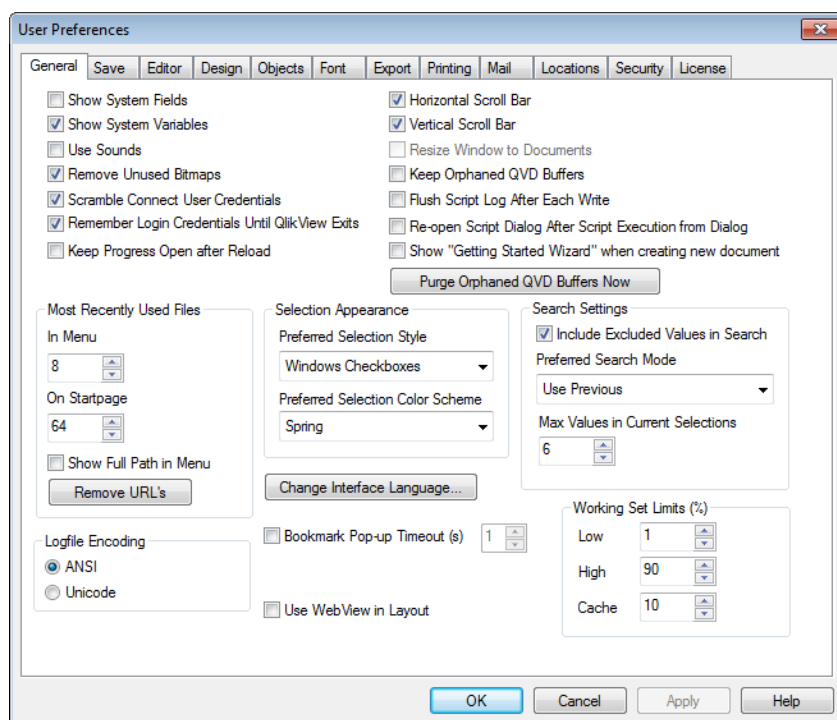 User Preferences
General Save Editor Design Objects Font Export Printing Mail Locations Security License
Show System Fields
Show System Variables
Use Sounds
Remove Unused Bitmaps
Scramble Connect User Credentials
Remember Login Credentials Until QlikView Exits
Keep Progress Open after Reload
Horizontal Scroll Bar
Vertical Scroll Bar
Resize Window to Documents
Keep Orphaned QVD Buffers
Flush Script Log After Each Write
Re-open Script Dialog After Script Execution from Dialog
Show "Getting Started Wizard" when creating new document
Purge Orphaned QVD Buffers Now
Most Recently Used Files
In Menu
8
On Startpage
64
Show Full Path in Menu
Remove URL's
Selection Appearance
Preferred Selection Style
Windows Checkboxes
Preferred Selection Color Scheme
Spring
Search Settings
Include Excluded Values in Search
Preferred Search Mode
Use Previous
Max Values in Current Selections
6
Change Interface Language...
Logfile Encoding
ANSI
Unicode
Bookmark Pop-up Timeout (s) 1
Use WebView in Layout
Working Set Limits (%)
Low 1
High 90
Cache 10
OK Cancel Apply Help